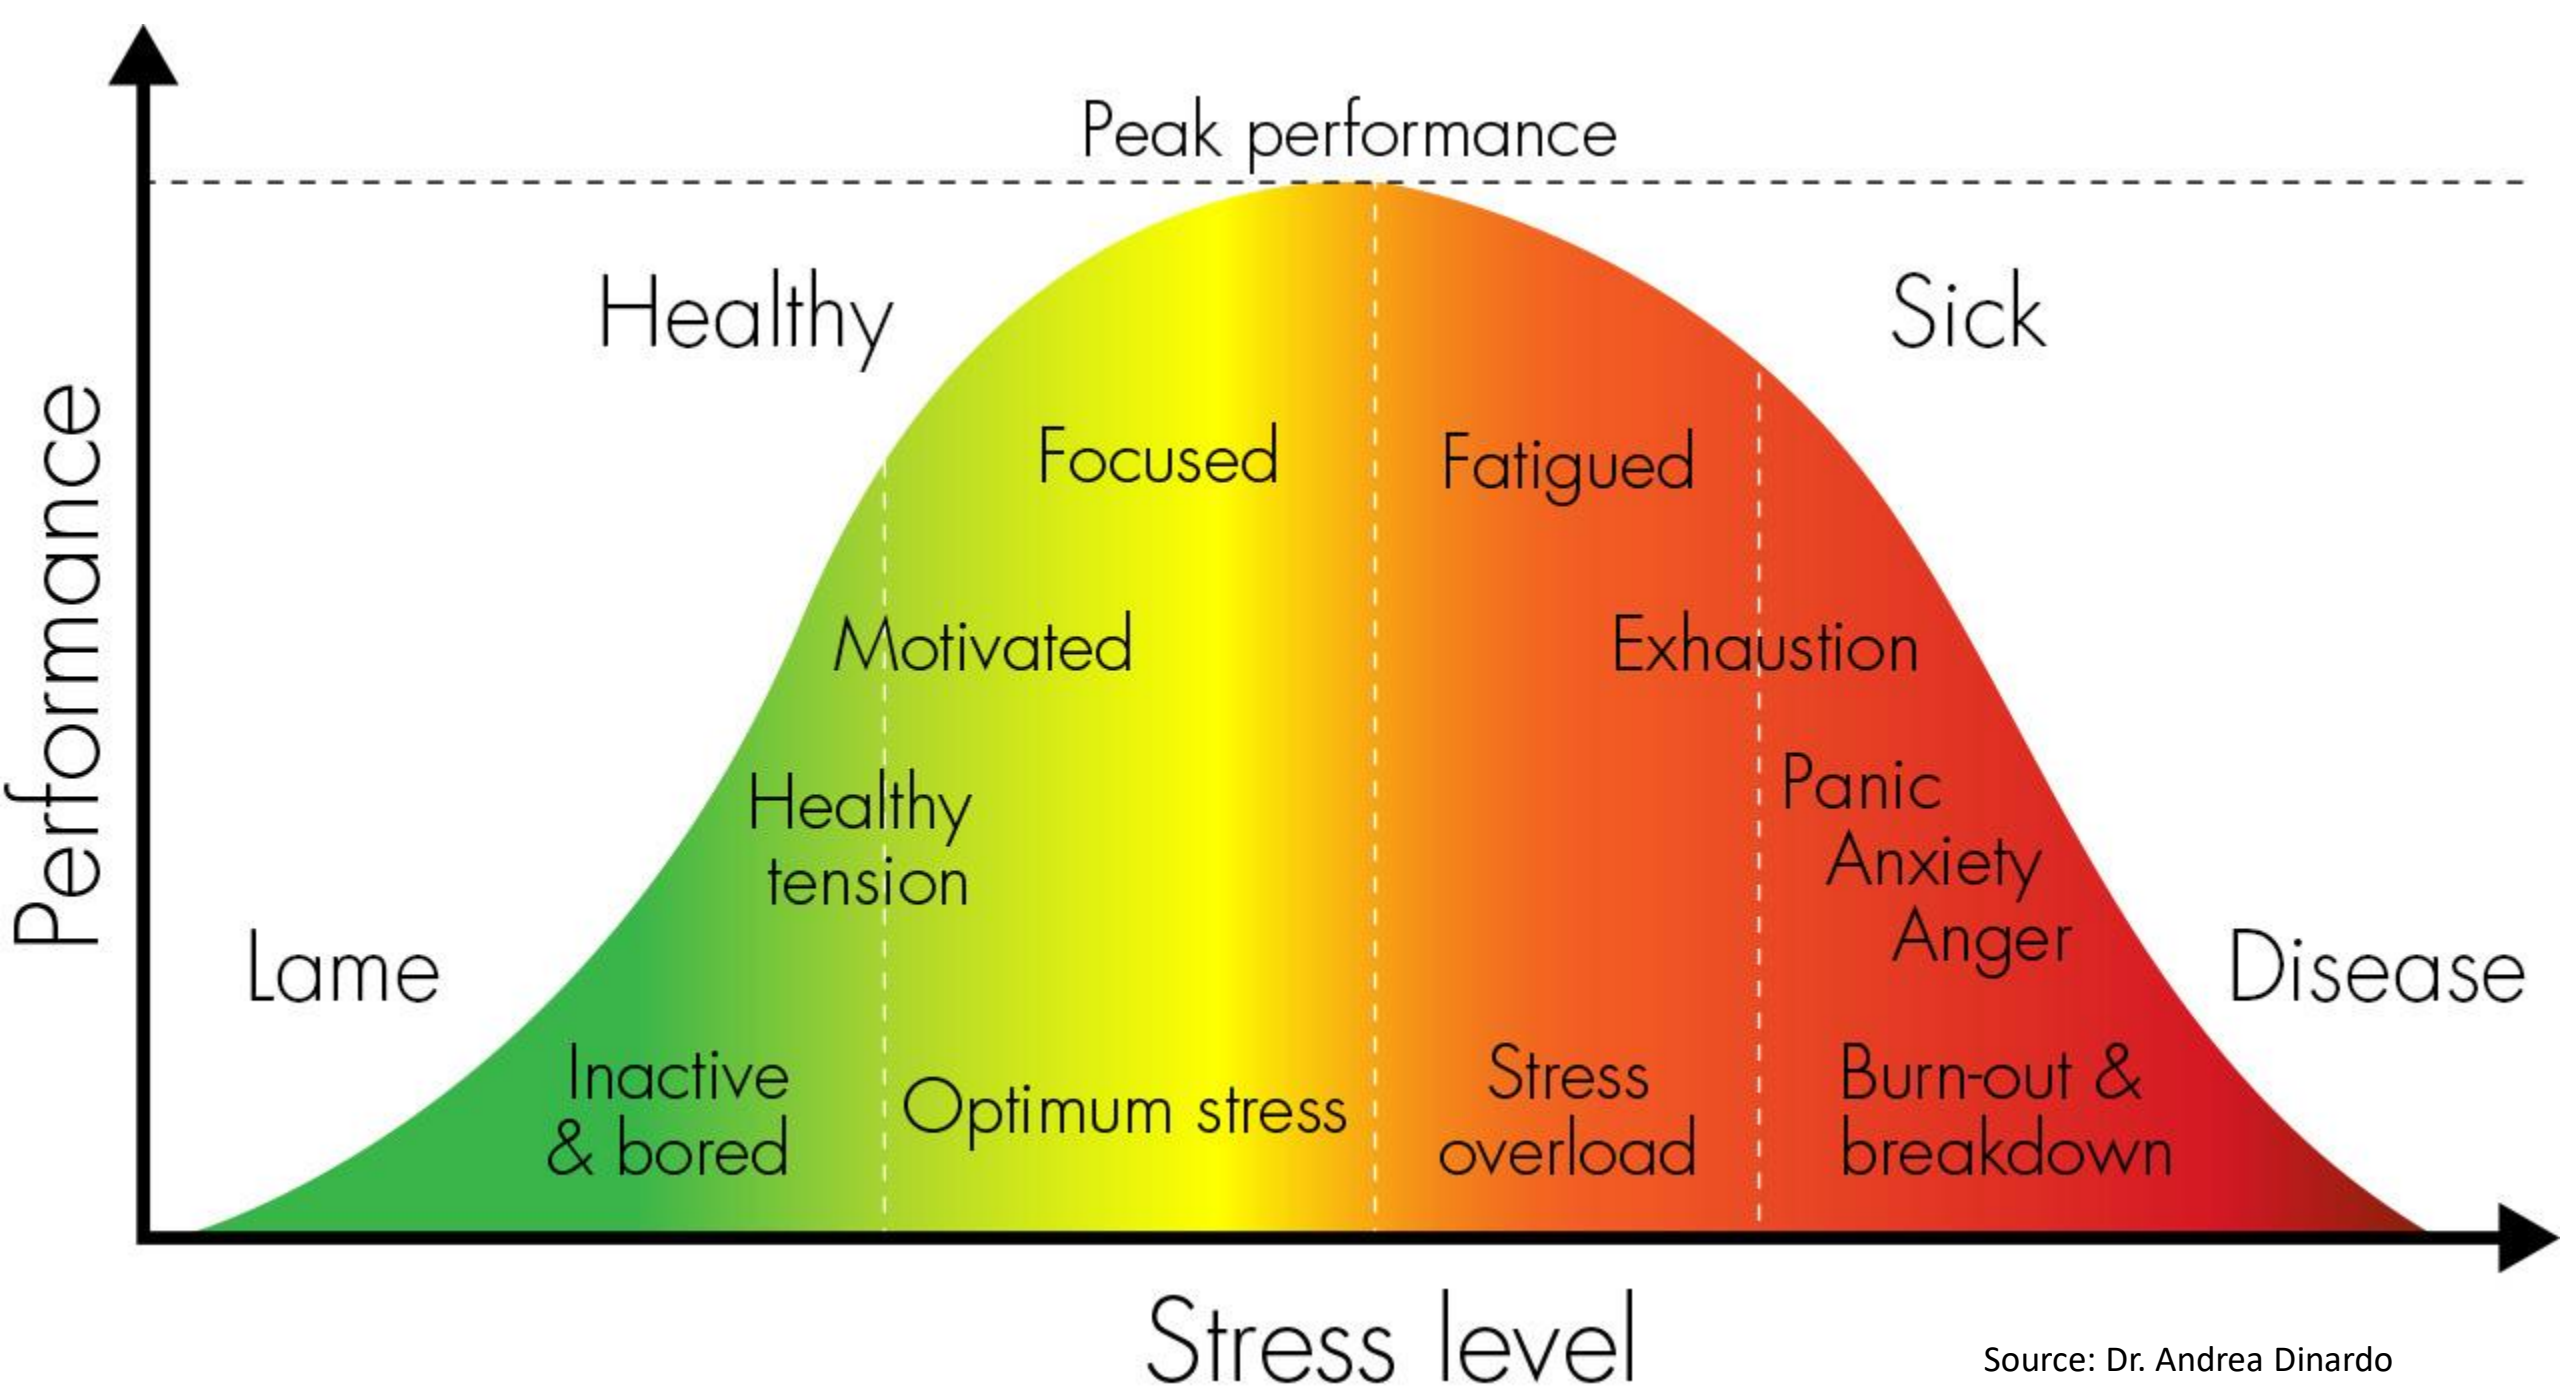 Peak performance
Healthy
Sick
Focused
Fatigued
Motivated
Exhaustion
Healthy
tension
Panic
Anxiety
Anger
Lame
Disease
Inactive
& bored
Optimum stress
Stress
overload
Burn-out &
breakdown
Performance
Stress level
Source: Dr. Andrea Dinardo